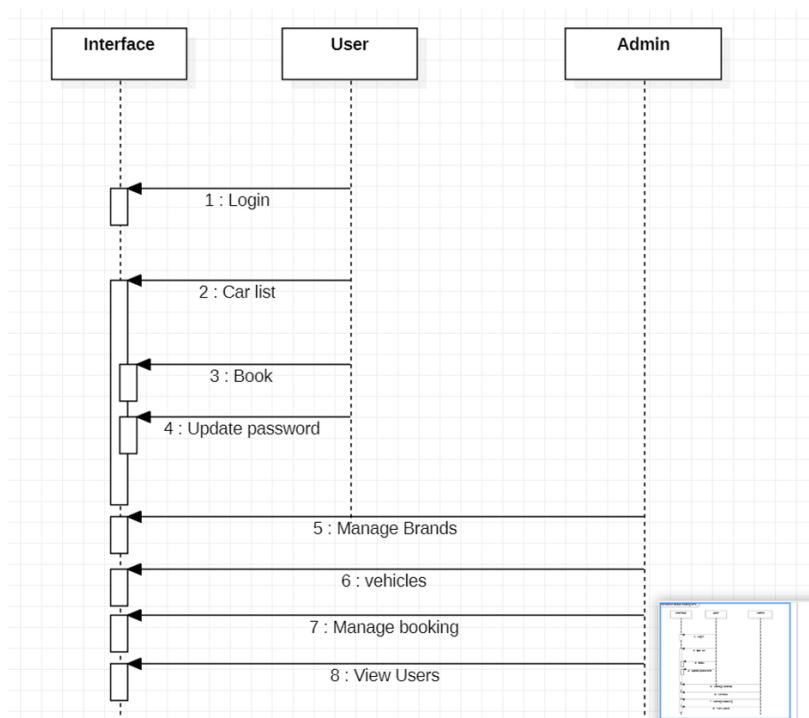 Interface User Admin
1 : Login
2 : Car list
3 : Book
4 : Update password
5 : Manage Brands
6 : vehicles
7 : Manage booking
8 : View Users